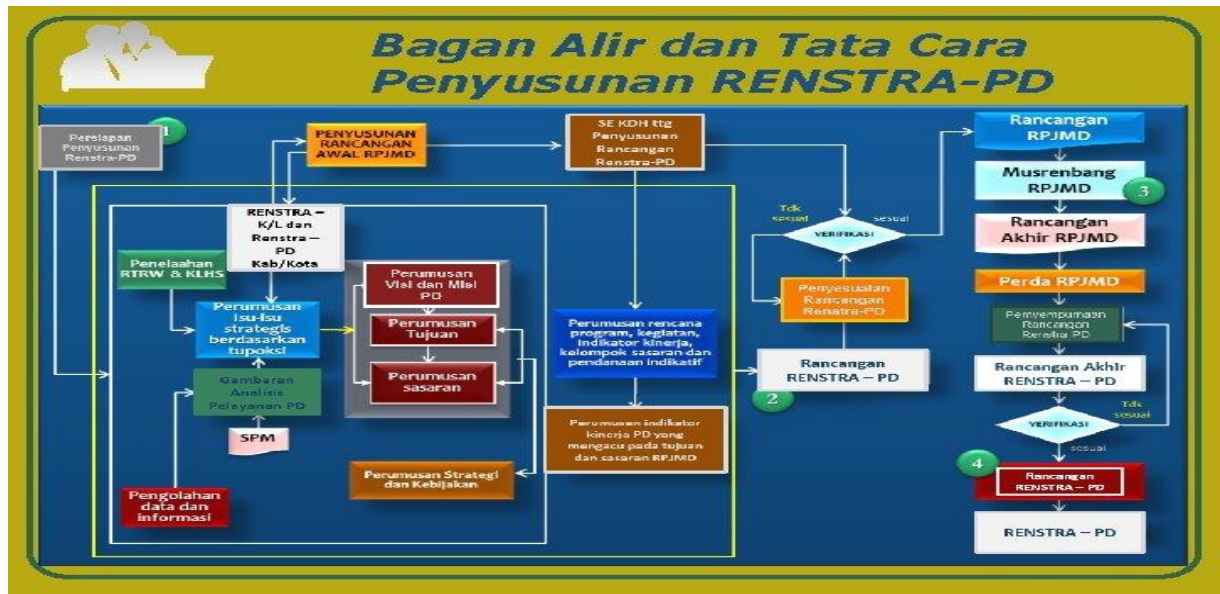 Bagan Alir dan Tata Cara
Penyusunan RENSTRA-PD
Persiapan
Penyusunan
Renstra-PD
1
PENYUSUNAN
RANCANGAN
AWAL RPJMD
SE KDH ttg
Penyusunan
Rancangan
Renstra-PD
Rancangan
RPJMD
Musrenbang
RPJMD
3
Rancangan
Akhir RPJMD
Perda RPJMD
Penyempurnaan
Rancangan
Renstra PD
Rancangan Akhir
RENSTRA – PD
Tdk
sesuai
VERIFIKASI
sesuai
4
Rancangan
RENSTRA – PD
RENSTRA – PD
RENSTRA –
K/L dan
Renstra –
PD
Kab/Kota
Penelaahan
RTRW & KLHS
Perumusan
Isu-isu
strategis
berdasarkan
tupoksi
Gambaran
Analisis
Pelayanan PD
SPM
Pengolahan
data dan
informasi
Perumusan
Visi dan Misi
PD
Perumusan
Tujuan
Perumusan
sasaran
Perumusan Strategi
dan Kebijakan
Perumusan rencana
program, kegiatan,
indikator kinerja,
kelompok sasaran dan
pendanaan indikatif
Perumusan indikator
kinerja PD yang
mengacu pada tujuan
dan sasaran RPJMD
Tdk
sesuai
sesuai
VERIFIKASI
Penyesuaian
Rancangan
Renstra-PD
Rancangan
RENSTRA – PD
2